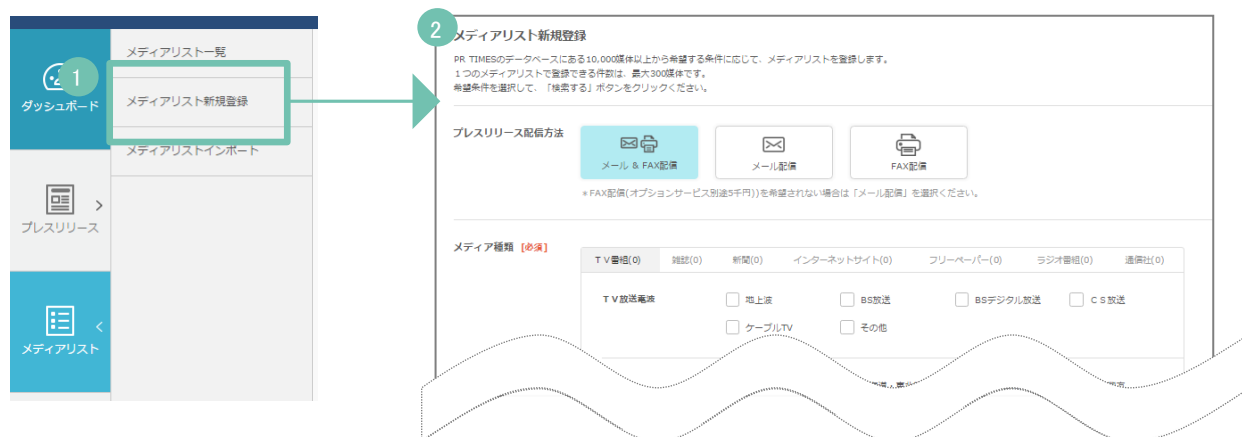 1
ダッシュボード
プレスリリース
メディアリスト
メディアリスト一覧
メディアリスト新規登録
メディアリストインポート
2
メディアリスト新規登録
PR TIMESのデータベースにある10,000媒体以上から希望する条件に応じて、メディアリストを登録します。
1つのメディアリストで登録できる件数は、最大300媒体です。
希望条件を選択して、「検索する」ボタンをクリックください。
プレスリリース配信方法
メール & FAX配信
メール配信
FAX配信
*FAX配信(オプションサービス別途5千円))を希望されない場合は「メール配信」を選択ください。
メディア種類 [必須]
TV番組(0) 雑誌(0) 新聞(0) インターネットサイト(0) フリーペーパー(0) ラジオ番組(0) 通信社(0)
TV放送電波
地上波 BS放送 BSデジタル放送 CS放送
ケーブルTV その他